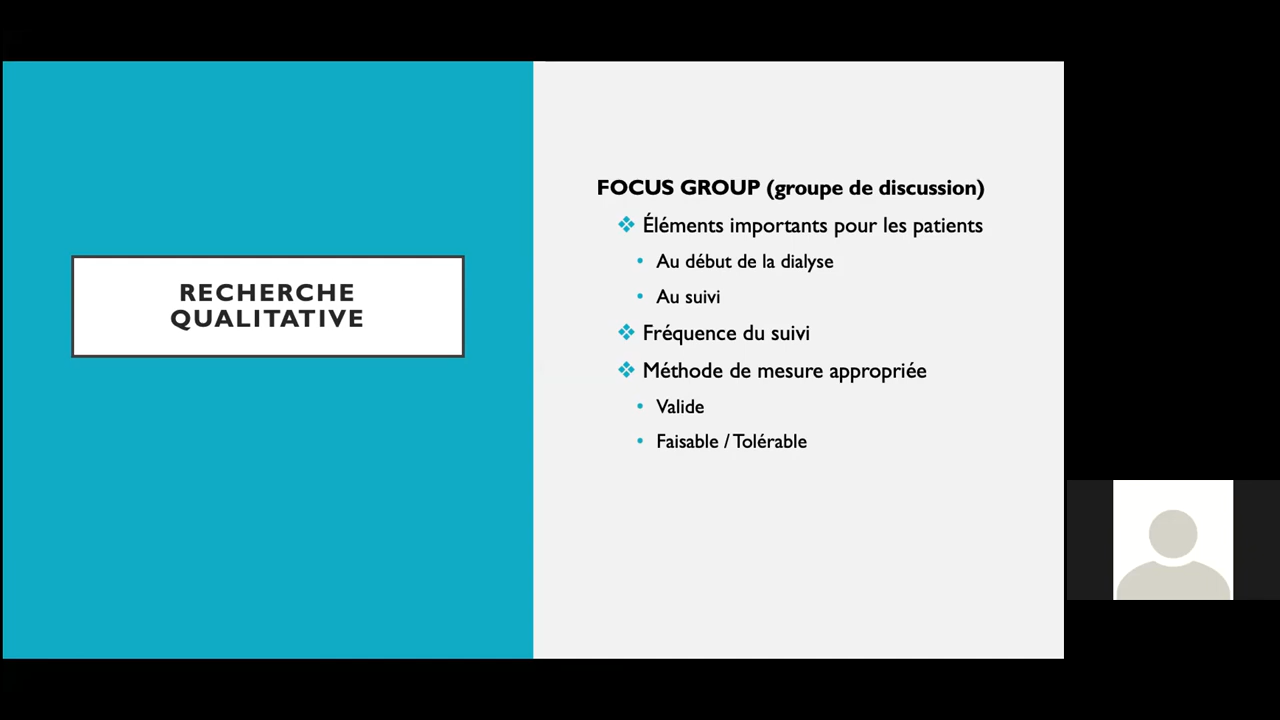 RECHERCHE
QUALITATIVE
FOCUS GROUP (groupe de discussion)
❖ Éléments importants pour les patients
• Au début de la dialyse
• Au suivi
❖ Fréquence du suivi
❖ Méthode de mesure appropriée
• Valide
• Faisable / Tolérable